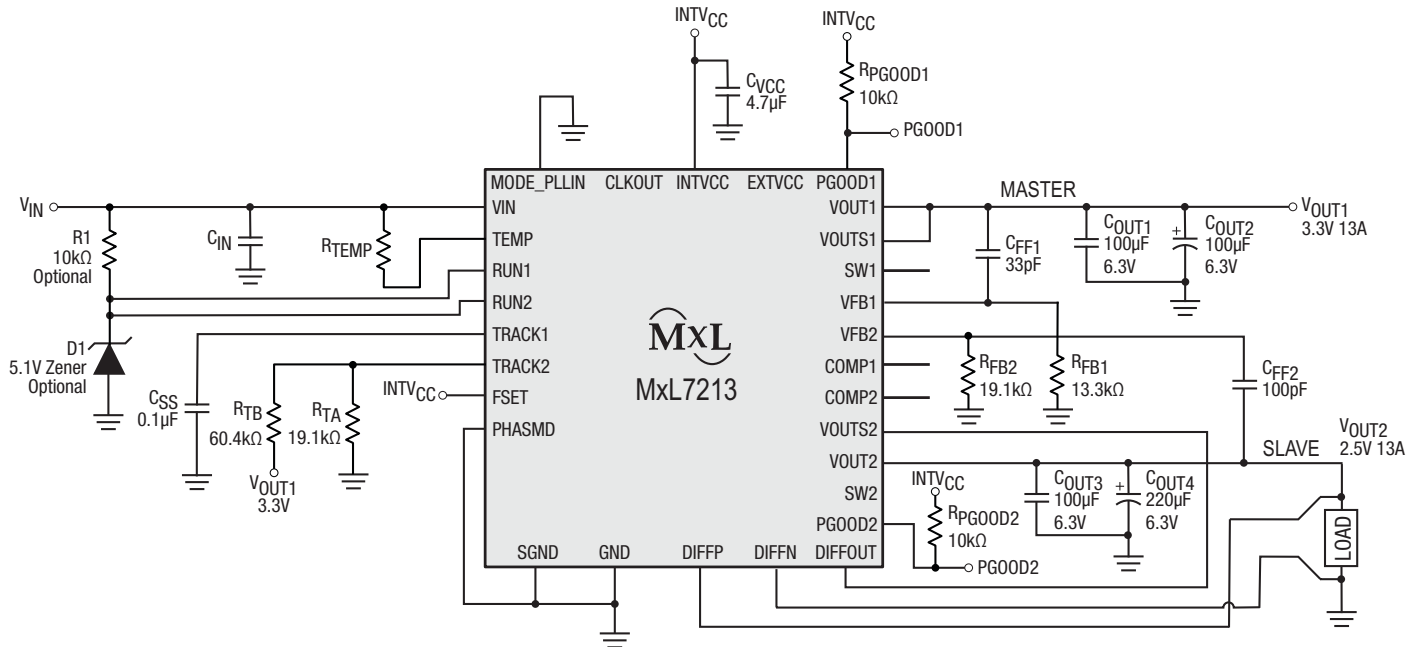 INTVCC
INTVCC
CVCC
4.7µF
RPGOOD1
10kΩ
PGOOD1
MODE_PLLIN CLKOUT INTVCC EXTVCC PGOOD1
VIN
R1
10kΩ
Optional
CIN
RTEMP
D1
5.1V Zener
Optional
CSS
0.1µF
RTB
60.4kΩ
RTA
19.1kΩ
VOUT1
3.3V
INTVCC
VIN
TEMP
RUN1
RUN2
TRACK1
TRACK2
FSET
PHASMD
MxL
MxL7213
VOUT1
VOUTS1
SW1
VFB1
VFB2
COMP1
COMP2
VOUTS2
VOUT2
SW2
PGOOD2
SGND GND DIFFP DIFFN DIFFOUT
MASTER
CFF1
33pF
COUT1
100µF
6.3V
+
COUT2
100µF
6.3V
VOUT1
3.3V 13A
RFB2
19.1kΩ
RFB1
13.3kΩ
CFF2
100pF
SLAVE
VOUT2
2.5V 13A
INTVCC
RPGOOD2
10kΩ
PGOOD2
COUT3
100µF
6.3V
+
COUT4
220µF
6.3V
LOAD